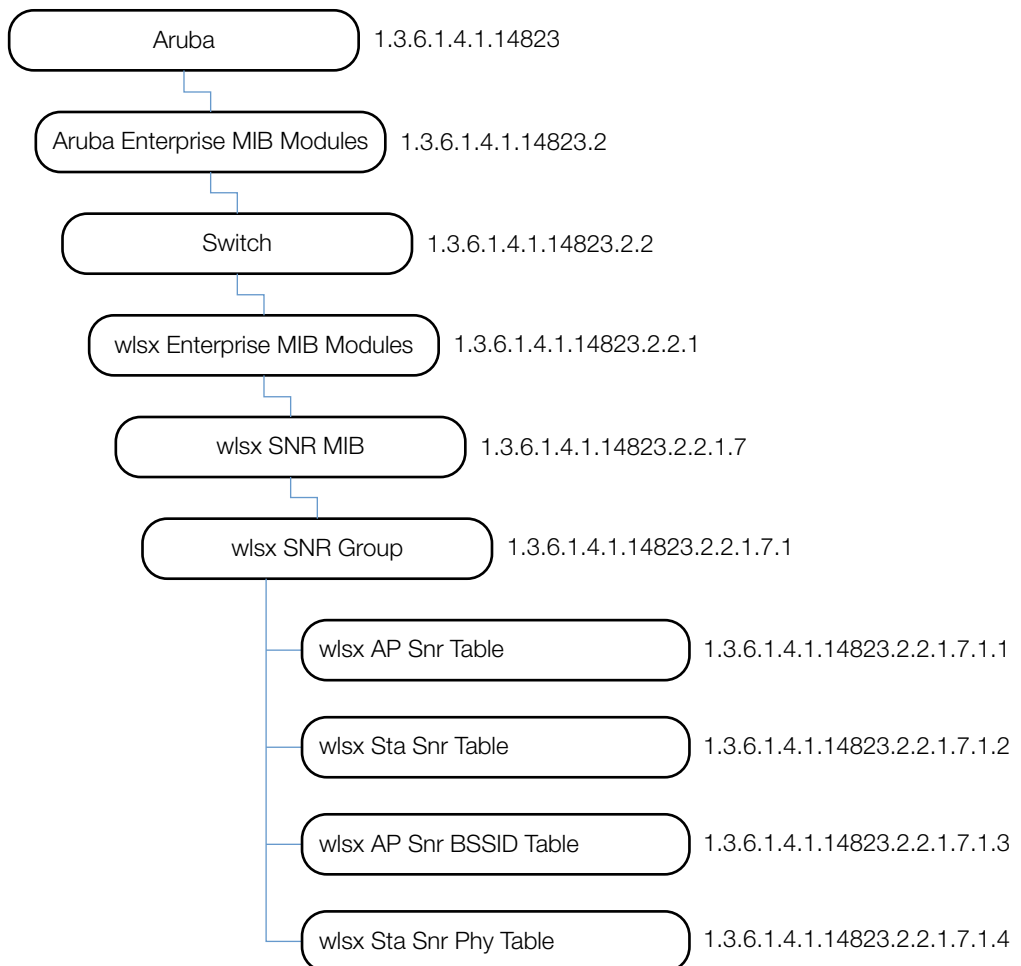 Aruba 1.3.6.1.4.1.14823
Aruba Enterprise MIB Modules 1.3.6.1.4.1.14823.2
Switch 1.3.6.1.4.1.14823.2.2
wlsx Enterprise MIB Modules 1.3.6.1.4.1.14823.2.2.1
wlsx SNR MIB 1.3.6.1.4.1.14823.2.2.1.7
wlsx SNR Group 1.3.6.1.4.1.14823.2.2.1.7.1
wlsx AP Snr Table 1.3.6.1.4.1.14823.2.2.1.7.1.1
wlsx Sta Snr Table 1.3.6.1.4.1.14823.2.2.1.7.1.2
wlsx AP Snr BSSID Table 1.3.6.1.4.1.14823.2.2.1.7.1.3
wlsx Sta Snr Phy Table 1.3.6.1.4.1.14823.2.2.1.7.1.4